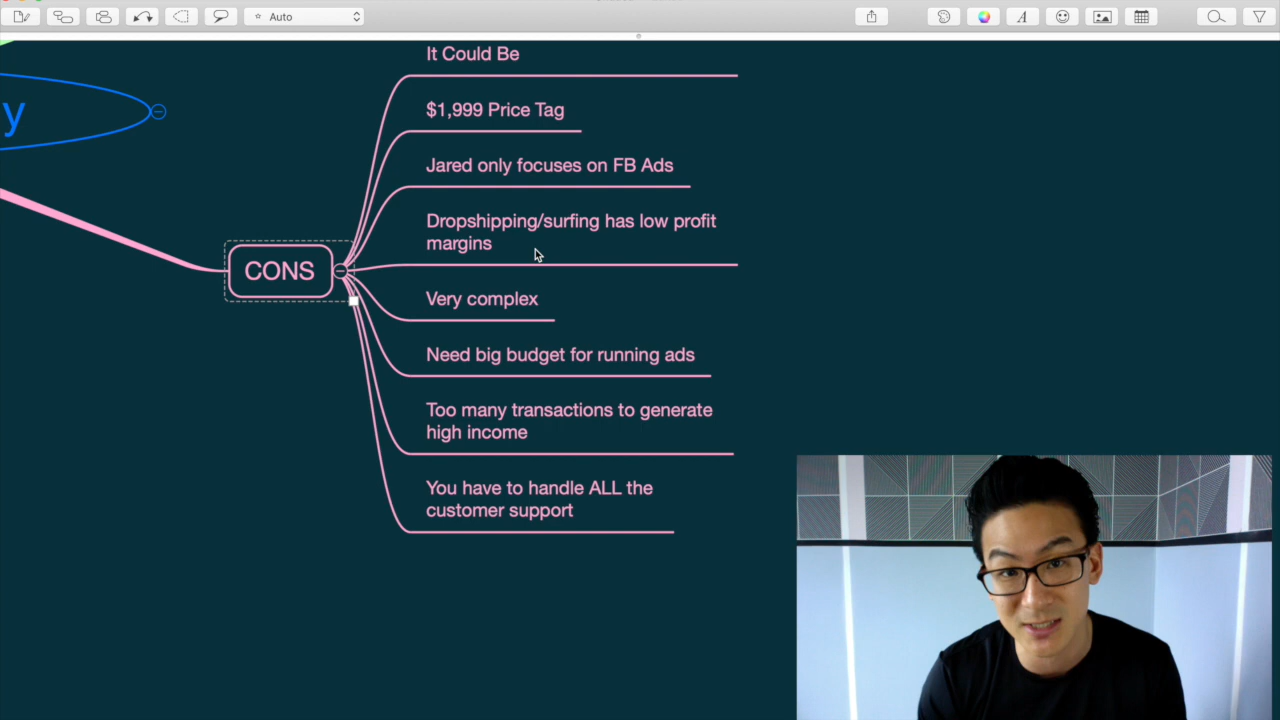 Auto
It Could Be
$1,999 Price Tag
y
Jared only focuses on FB Ads
Dropshipping/surfing has low profit
margins
CONS
Very complex
Need big budget for running ads
Too many transactions to generate
high income
You have to handle ALL the
customer support